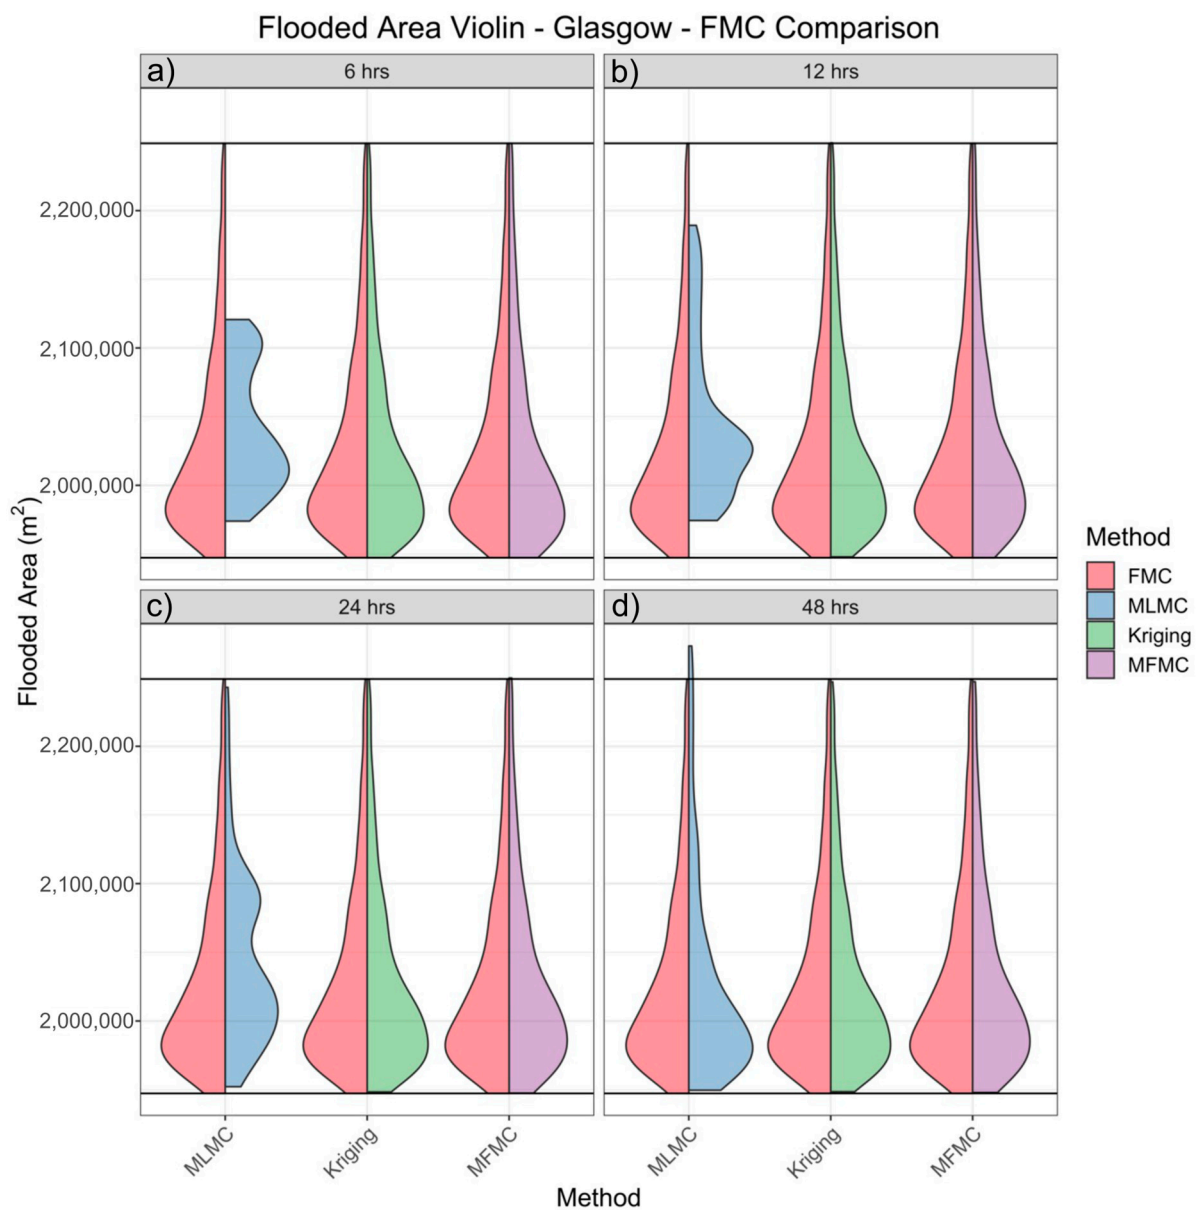 Flooded Area Violin - Glasgow - FMC Comparison
a) 6 hrs
b) 12 hrs
2,200,000
2,100,000
2,000,000
c) 24 hrs
d) 48 hrs
2,200,000
2,100,000
2,000,000
Flooded Area (m²)
MLMC Kriging MFMC
MLMC Kriging MFMC
Method
Method
FMC
MLMC
Kriging
MFMC